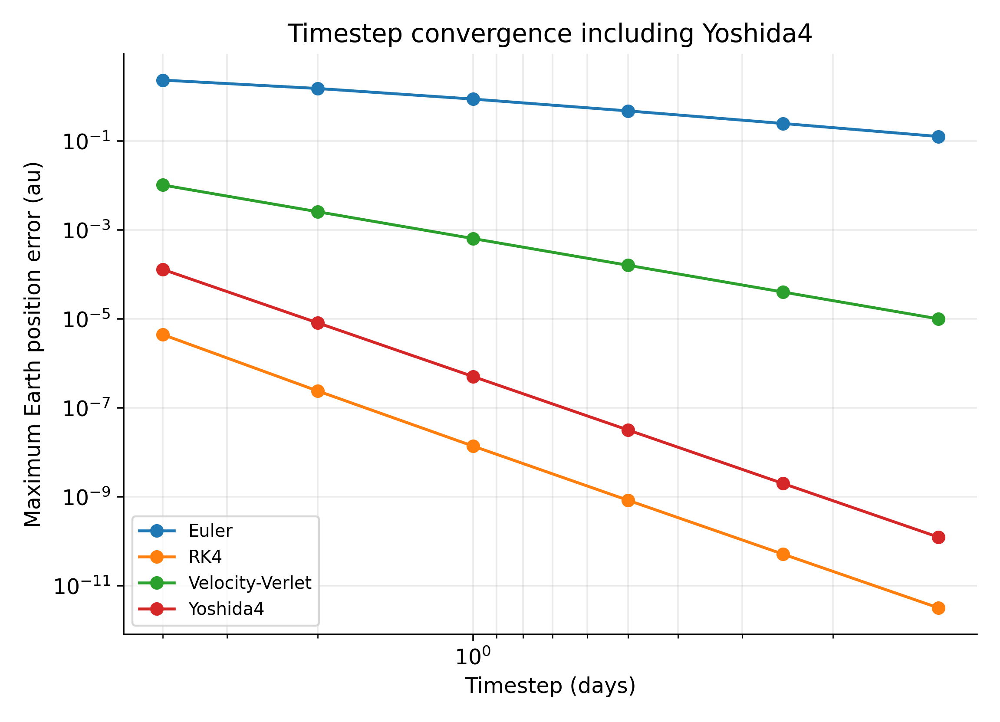 Timestep convergence including Yoshida4
Maximum Earth position error (au)
10⁻¹
10⁻³
10⁻⁵
10⁻⁷
10⁻⁹
10⁻¹¹
Euler
RK4
Velocity-Verlet
Yoshida4
10⁰
Timestep (days)